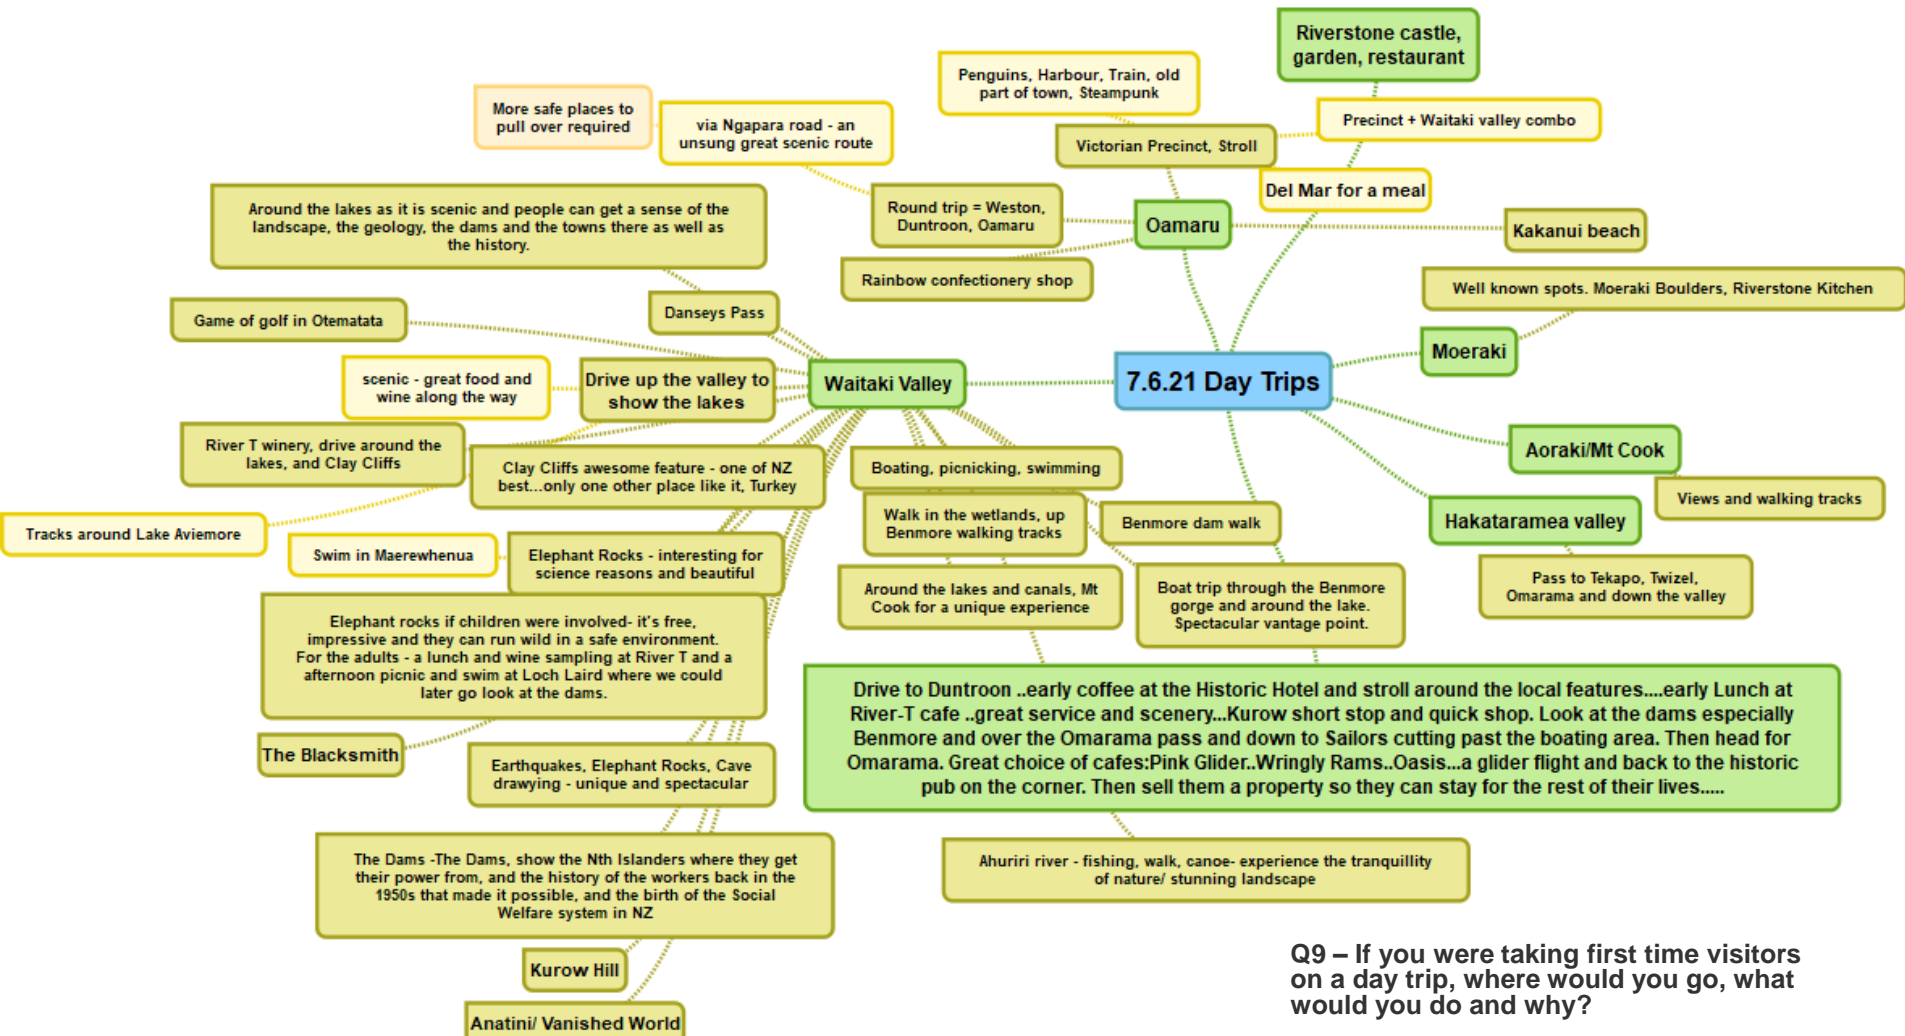 Riverstone castle,
garden, restaurant
Penguins, Harbour, Train, old
part of town, Steampunk
More safe places to
pull over required
via Ngapara road - an
unsung great scenic route
Precinct + Waitaki valley combo
Victorian Precinct, Stroll
Del Mar for a meal
Around the lakes as it is scenic and people can get a sense of the
landscape, the geology, the dams and the towns there as well as
the history.
Round trip = Weston,
Duntroon, Oamaru
Oamaru
Kakanui beach
Rainbow confectionery shop
Well known spots. Moeraki Boulders, Riverstone Kitchen
Danseys Pass
Game of golf in Otematata
Moeraki
7.6.21 Day Trips
Waitaki Valley
scenic - great food and
wine along the way
Drive up the valley to
show the lakes
River T winery, drive around the
lakes, and Clay Cliffs
Clay Cliffs awesome feature - one of NZ
best...only one other place like it, Turkey
Boating, picnicking, swimming
Aoraki/Mt Cook
Views and walking tracks
Tracks around Lake Aviemore
Walk in the wetlands, up
Benmore walking tracks
Benmore dam walk
Hakataramea valley
Swim in Maerewhenua
Elephant Rocks - interesting for
science reasons and beautiful
Around the lakes and canals, Mt
Cook for a unique experience
Boat trip through the Benmore
gorge and around the lake.
Spectacular vantage point.
Pass to Tekapo, Twizel,
Omarama and down the valley
Elephant rocks if children were involved- it's free,
impressive and they can run wild in a safe environment.
For the adults - a lunch and wine sampling at River T and a
afternoon picnic and swim at Loch Laird where we could
later go look at the dams.
Drive to Duntroon ..early coffee at the Historic Hotel and stroll around the local features....early Lunch at
River-T cafe ..great service and scenery...Kurow short stop and quick shop. Look at the dams especially
Benmore and over the Omarama pass and down to Sailors cutting past the boating area. Then head for
Omarama. Great choice of cafes:Pink Glider..Wringly Rams..Oasis...a glider flight and back to the historic
pub on the corner. Then sell them a property so they can stay for the rest of their lives.....
The Blacksmith
Earthquakes, Elephant Rocks, Cave
drawying - unique and spectacular
The Dams -The Dams, show the Nth Islanders where they get
their power from, and the history of the workers back in the
1950s that made it possible, and the birth of the Social
Welfare system in NZ
Ahuriri river - fishing, walk, canoe- experience the tranquillity
of nature/ stunning landscape
Kurow Hill
Anatini/ Vanished World
Q9 – If you were taking first time visitors
on a day trip, where would you go, what
would you do and why?